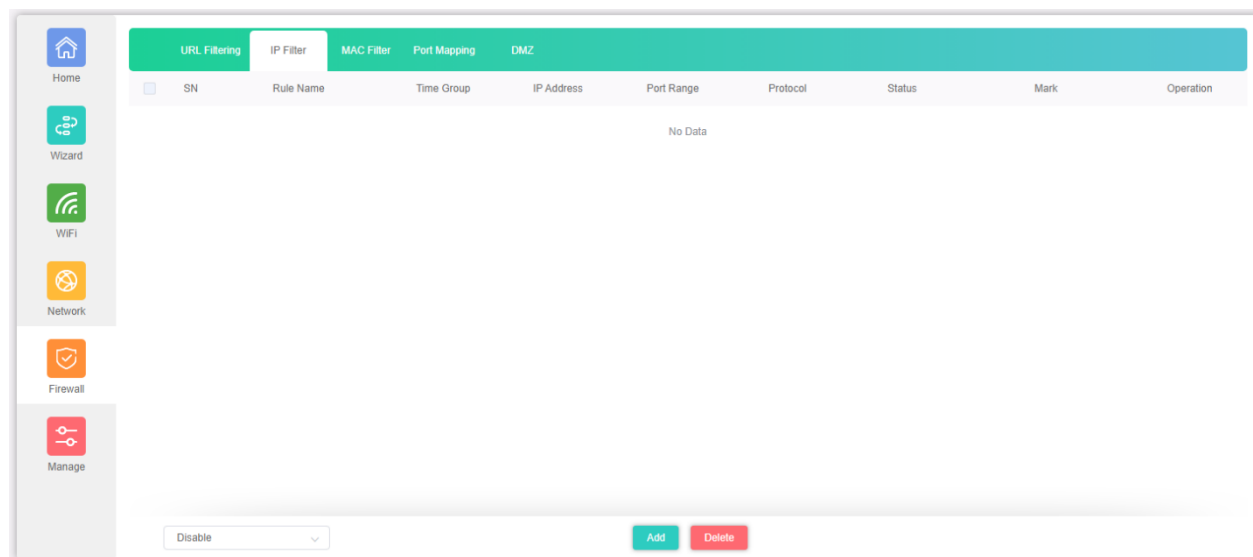 Home
Wizard
WiFi
Network
Firewall
Manage
URL Filtering IP Filter MAC Filter Port Mapping DMZ
SN Rule Name Time Group IP Address Port Range Protocol Status Mark Operation
No Data
Disable Add Delete